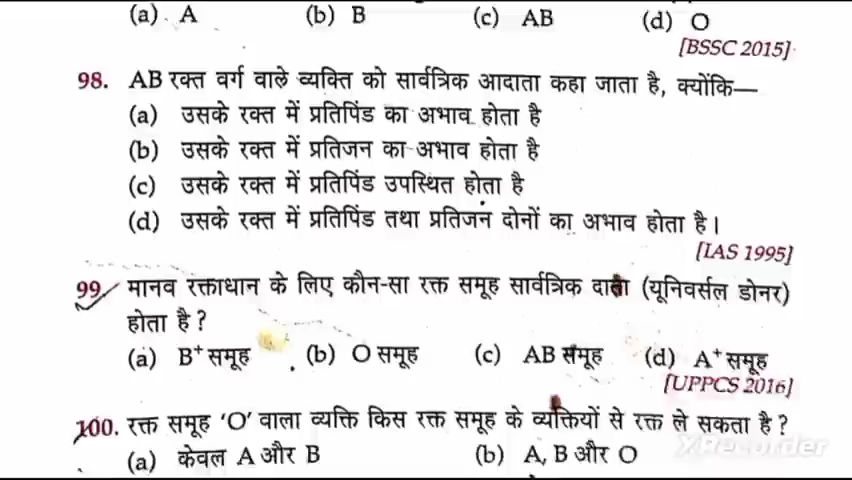 (a) A (b) B (c) AB (d) O
[BSSC 2015]
98. AB रक्त वर्ग वाले व्यक्ति को सार्वत्रिक आदाता कहा जाता है, क्योंकि—
(a) उसके रक्त में प्रतिपिंड का अभाव होता है
(b) उसके रक्त में प्रतिजन का अभाव होता है
(c) उसके रक्त में प्रतिपिंड उपस्थित होता है
(d) उसके रक्त में प्रतिपिंड तथा प्रतिजन दोनों का अभाव होता है।
[IAS 1995]
99. मानव रक्ताधान के लिए कौन-सा रक्त समूह सार्वत्रिक दाता (यूनिवर्सल डोनर)
होता है ?
(a) B⁺ समूह (b) O समूह (c) AB समूह (d) A⁺ समूह
[UPPCS 2016]
100. रक्त समूह ‘O’ वाला व्यक्ति किस रक्त समूह के व्यक्तियों से रक्त ले सकता है ?
(a) केवल A और B (b) A, B और O
XRecorder